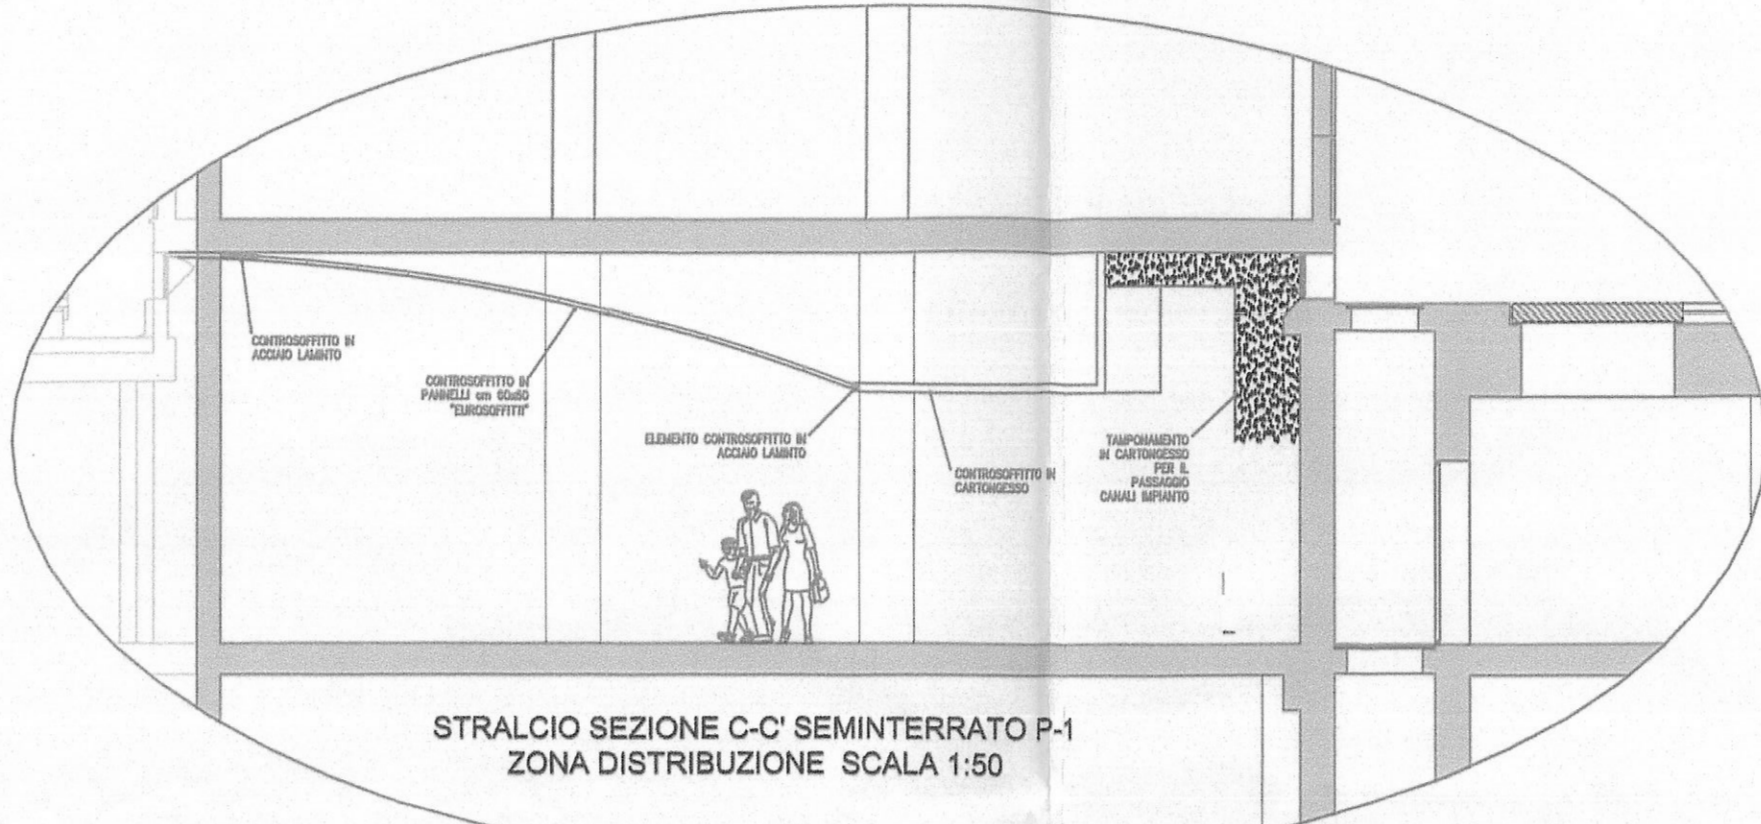 CONTROSOFFITTO IN
ACCIAIO LAMINTO
CONTROSOFFITTO IN
PANNELLI cm 60x60
"EUROSOFFITTI"
ELEMENTO CONTROSOFFITTO IN
ACCIAIO LAMINTO
CONTROSOFFITTO IN
CARTONGESSO
TAMPONAMENTO
IN CARTONGESSO
PER IL
PASSAGGIO
CANALI IMPIANTO
STRALCIO SEZIONE C-C' SEMINTERRATO P-1
ZONA DISTRIBUZIONE SCALA 1:50